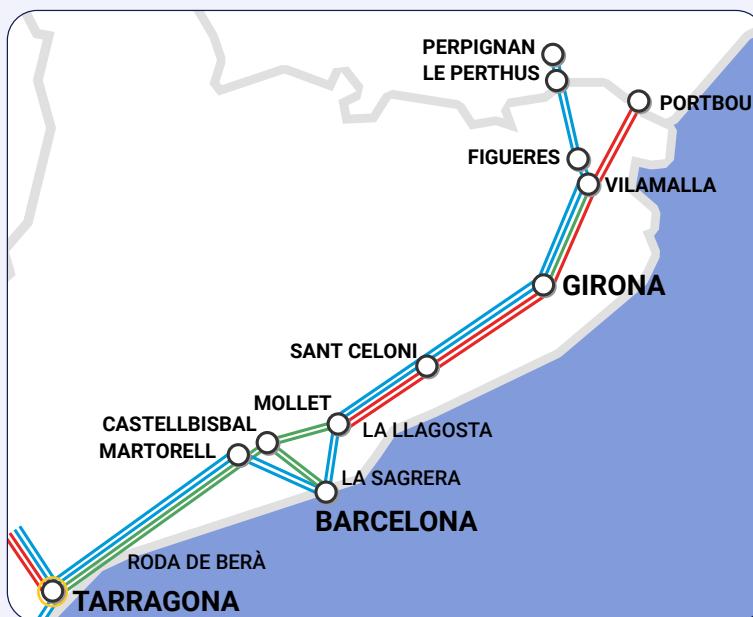 PERPIGNAN
LE PERTHUS
PORTBOU
FIGUERES
VILAMALLA
GIRONA
SANT CELONI
MOLLET
LA LLAGOSTA
CASTELLBISBAL
MARTORELL
LA SAGRERA
BARCELONA
RODA DE BERÀ
TARRAGONA